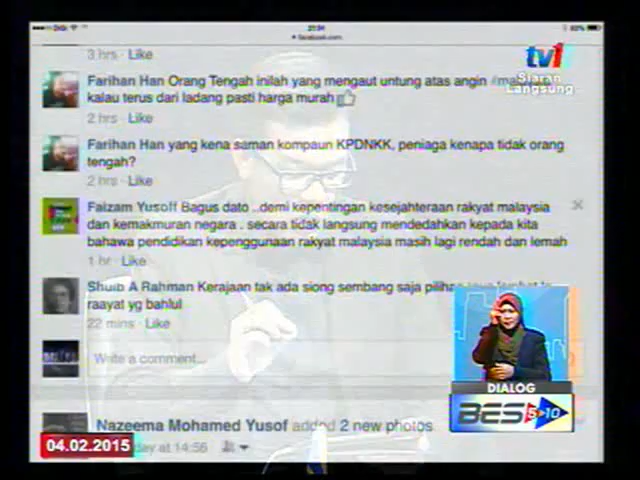 21:51
facebook.com
3 hrs · Like
tv1
Siaran
Langsung
Farihan Han Orang Tengah inilah yang mengaut untung atas angin
kalau terus dari ladang pasti harga murah
2 hrs · Like
Farihan Han yang kena saman kompaun KPDNKK, peniaga kenapa tidak orang
tengah?
2 hrs · Like
Faizam Yusoff Bagus dato ..demi kepentingan kesejahteraan rakyat malaysia
dan kemakmuran negara . secara tidak langsung mendedahkan kepada kita
bahawa pendidikan kepenggunaan rakyat malaysia masih lagi rendah dan lemah
1 hr · Like
Shuib A Rahman Kerajaan tak ada siong sembang saja pilihan
raayat yg bahlul
22 mins · Like
Write a comment...
DIALOG
BES 5-10
Nazeema Mohamed Yusof added 2 new photos
at 14:56
04.02.2015